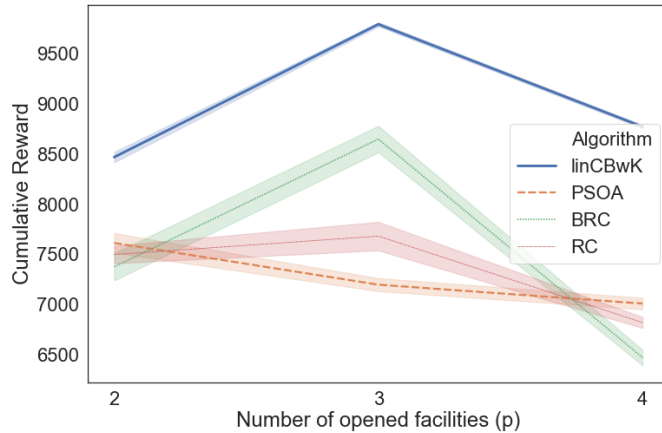 Cumulative Reward
9500
9000
8500
8000
7500
7000
6500
2
3
4
Number of opened facilities (p)
Algorithm
linCBwK
PSOA
BRC
RC